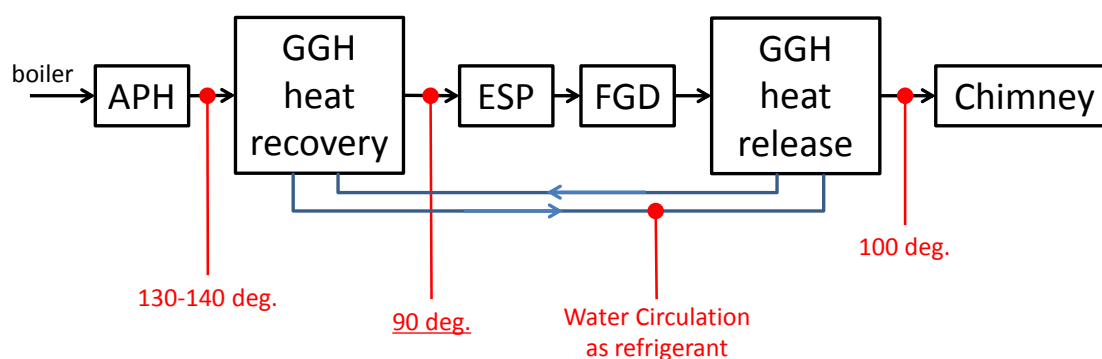 boiler
APH
GGH
heat
recovery
ESP
FGD
GGH
heat
release
Chimney
130-140 deg.
90 deg.
Water Circulation
as refrigerant
100 deg.